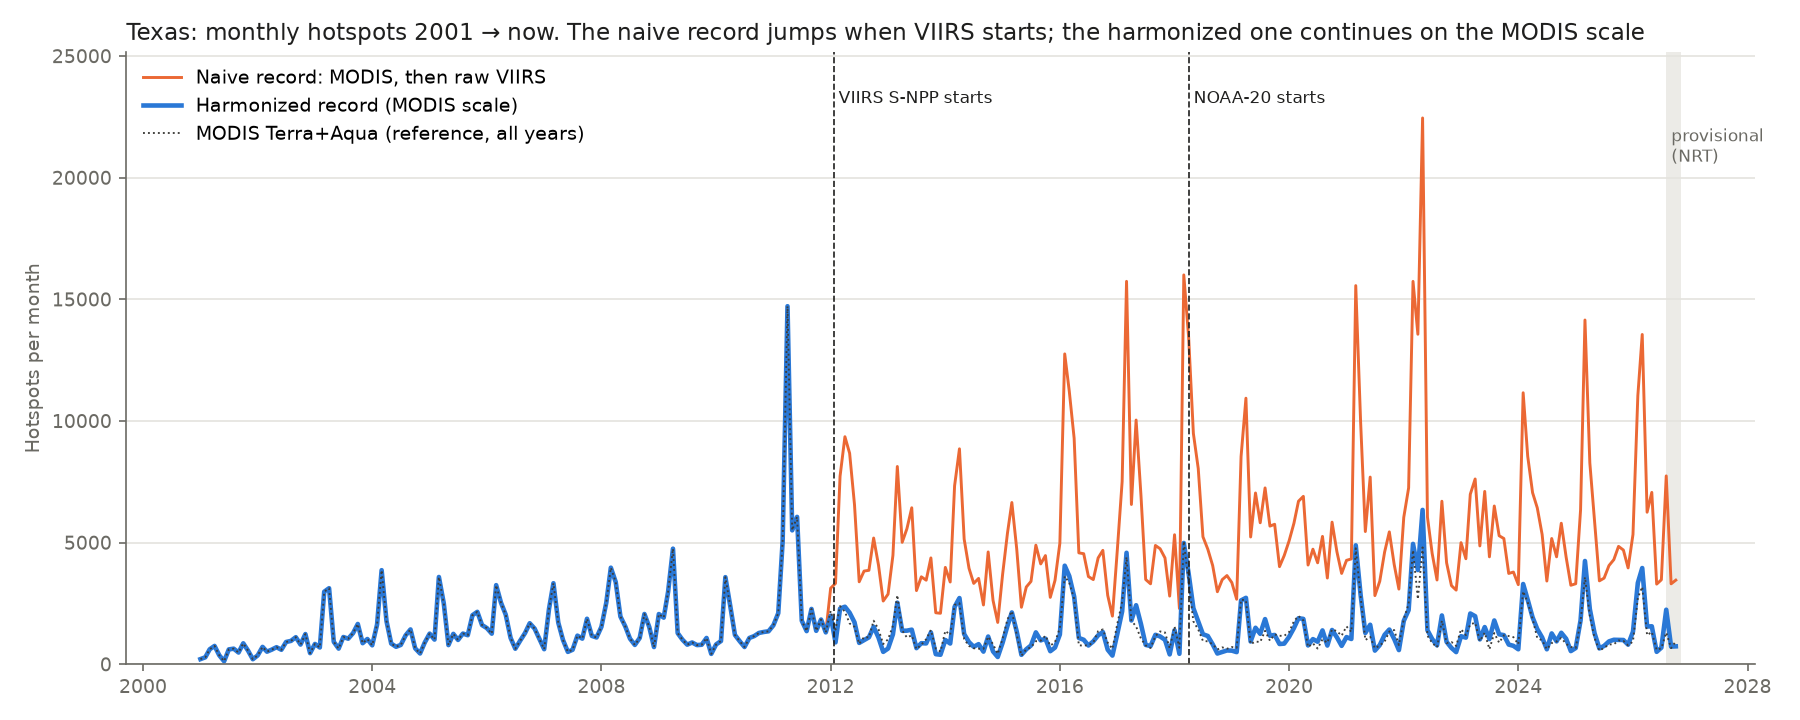 Texas: monthly hotspots 2001 → now. The naive record jumps when VIIRS starts; the harmonized one continues on the MODIS scale
25000
20000
15000
10000
5000
0
Hotspots per month
Naive record: MODIS, then raw VIIRS
Harmonized record (MODIS scale)
MODIS Terra+Aqua (reference, all years)
VIIRS S-NPP starts
NOAA-20 starts
provisional
(NRT)
2000
2004
2008
2012
2016
2020
2024
2028